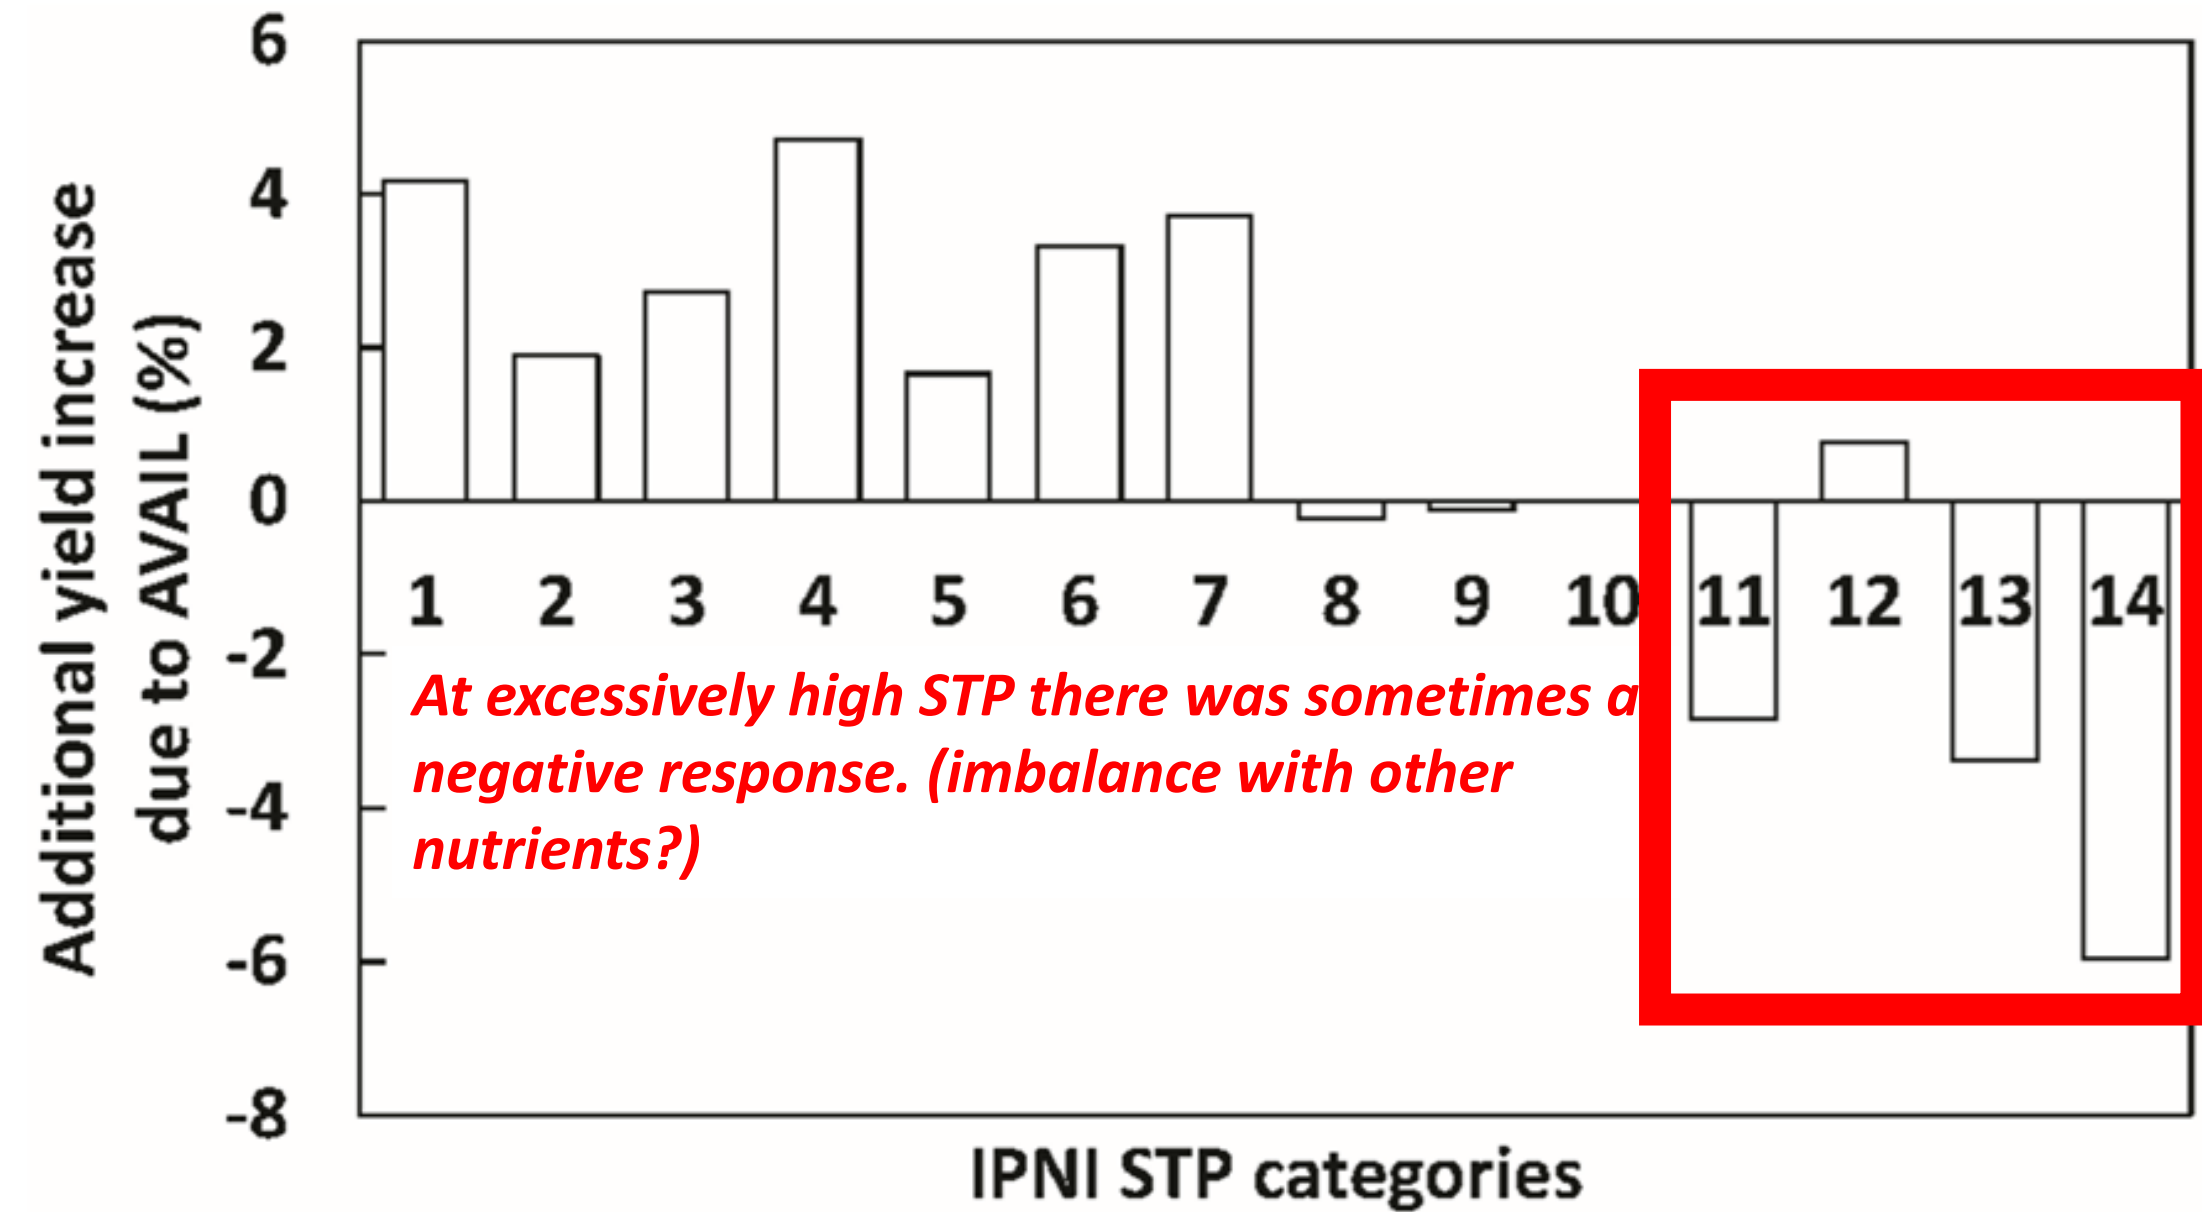 6
4
2
0
-2
-4
-6
-8
Additional yield increase
due to AVAIL (%)
1 2 3 4 5 6 7 8 9 10 11 12 13 14
At excessively high STP there was sometimes a
negative response. (imbalance with other
nutrients?)
IPNI STP categories